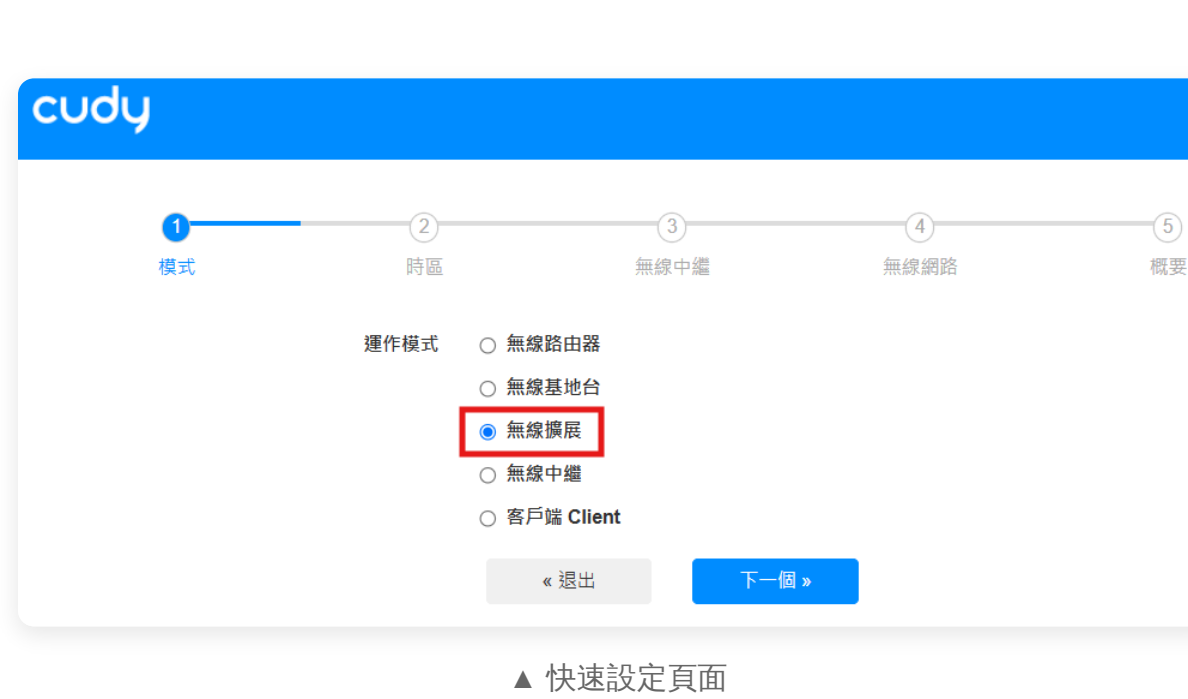 cudy
1 2 3 4 5
模式 時區 無線中繼 無線網路 概要
運作模式 無線路由器
無線基地台
無線擴展
無線中繼
客戶端 Client
« 退出 下一個 »
▲ 快速設定頁面